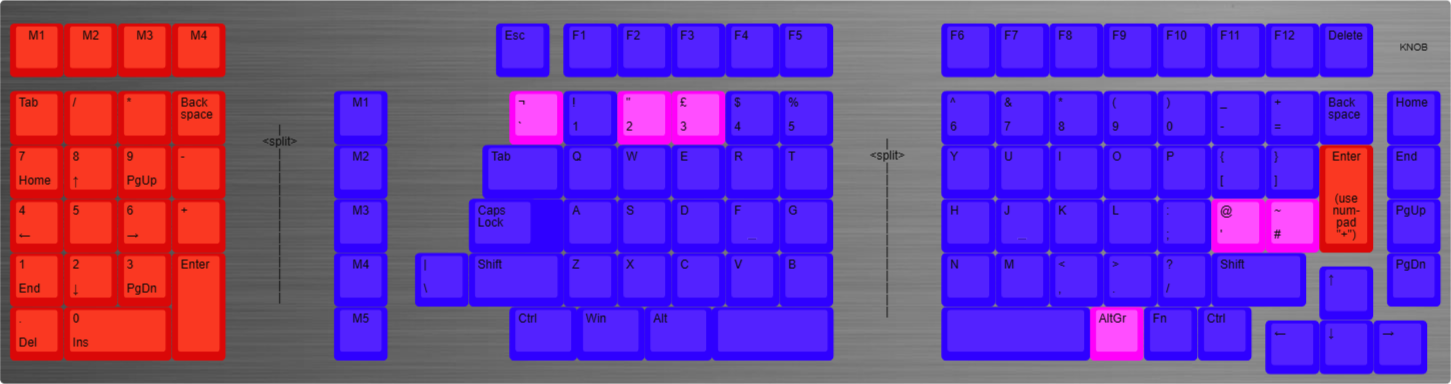 M1 M2 M3 M4 Esc F1 F2 F3 F4 F5 F6 F7 F8 F9 F10 F11 F12 Delete KNOB
Tab / * Back space M1 ¬ ! " £ $ % ^ & * ( ) _ + Back space Home
` 1 2 3 4 5 6 7 8 9 0 - =
<split> <split>
7 8 9 - M2 Tab Q W E R T Y U I O P { } Enter End
Home ↑ PgUp [ ]
(use
num-
pad
"+")
4 5 6 + M3 Caps Lock A S D F G H J K L : @ ~ PgUp
← → _ _ ; ' #
1 2 3 Enter M4 | Shift Z X C V B N M < > ? Shift ↑ PgDn
End ↓ PgDn \ , . /
. 0 M5 Ctrl Win Alt AltGr Fn Ctrl ← ↓ →
Del Ins